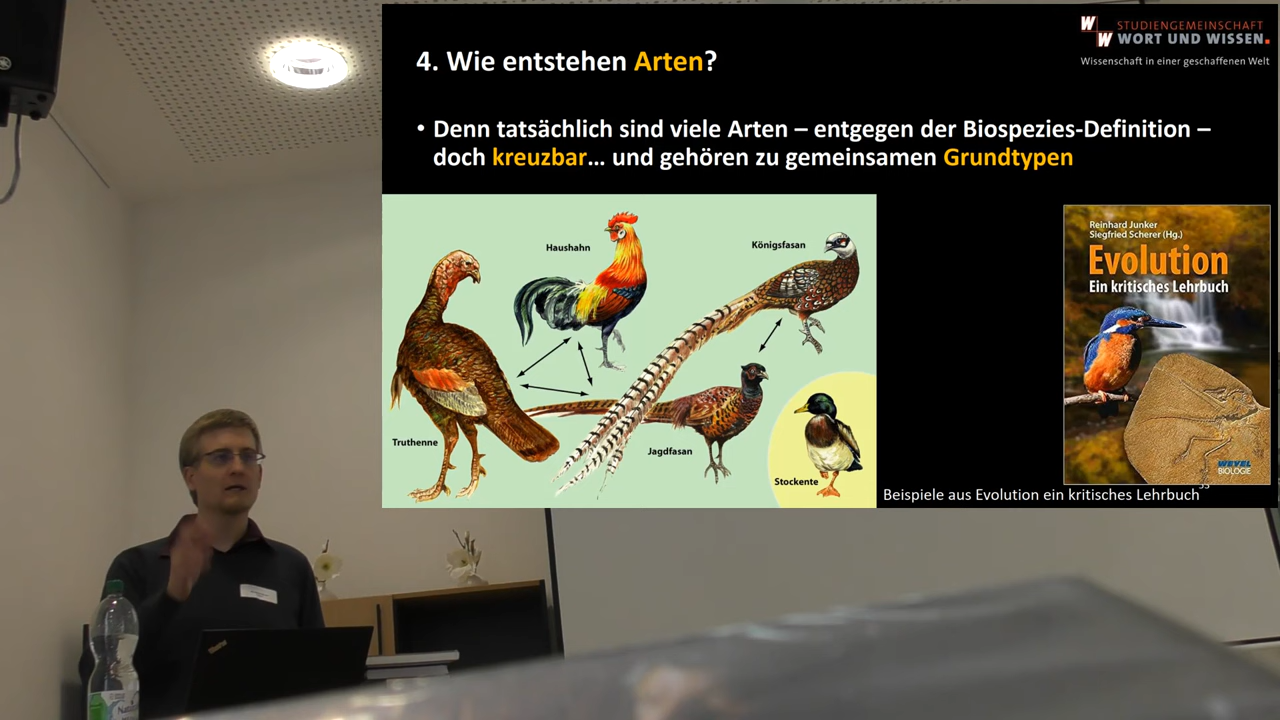 STUDIENGEMEINSCHAFT
WORT UND WISSEN.
Wissenschaft in einer geschaffenen Welt
4. Wie entstehen Arten?
• Denn tatsächlich sind viele Arten – entgegen der Biospezies-Definition –
doch kreuzbar… und gehören zu gemeinsamen Grundtypen
Haushahn
Königsfasan
Truthenne
Jagdfasan
Stockente
Reinhard Junker
Siegfried Scherer (Hg.)
Evolution
Ein kritisches Lehrbuch
WEYEL
BIOLOGIE
Beispiele aus Evolution ein kritisches Lehrbuch